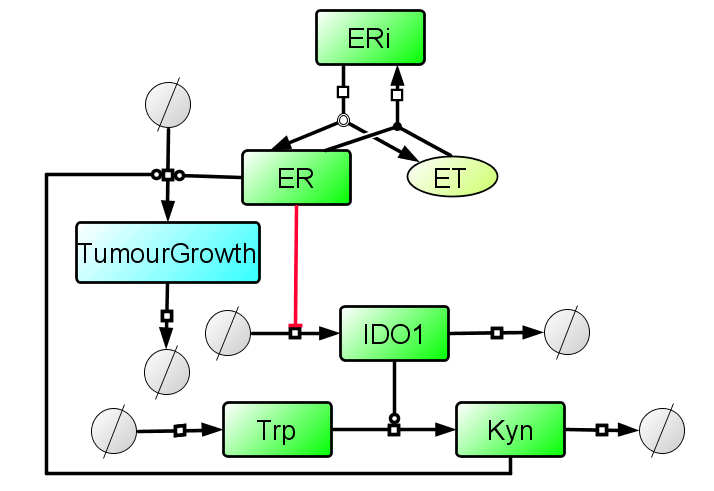 ERi
ER
ET
TumourGrowth
IDO1
Trp
Kyn